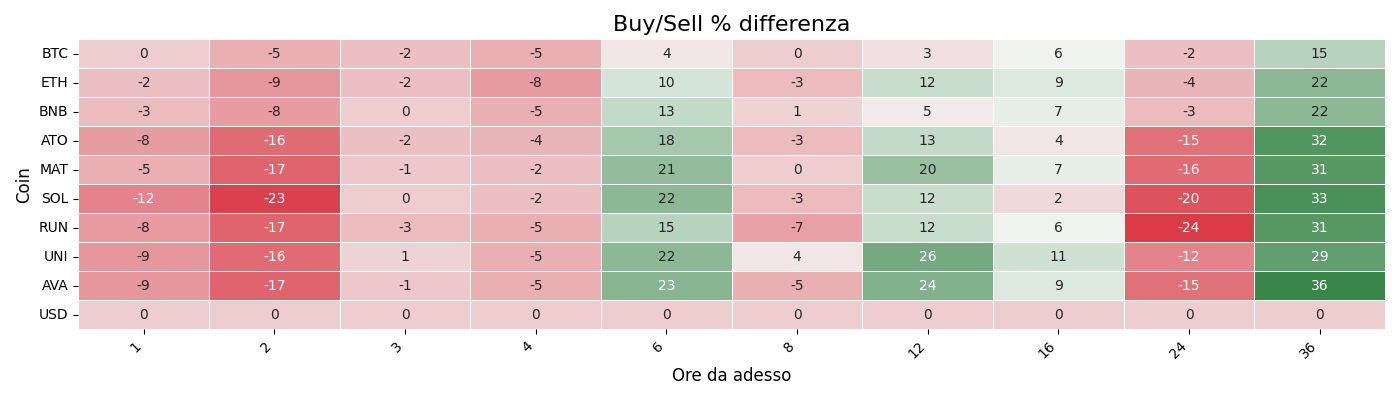 Buy/Sell % differenza
Coin
BTC 0 -5 -2 -5 4 0 3 6 -2 15
ETH -2 -9 -2 -8 10 -3 12 9 -4 22
BNB -3 -8 0 -5 13 1 5 7 -3 22
ATO -8 -16 -2 -4 18 -3 13 4 -15 32
MAT -5 -17 -1 -2 21 0 20 7 -16 31
SOL -12 -23 0 -2 22 -3 12 2 -20 33
RUN -8 -17 -3 -5 15 -7 12 6 -24 31
UNI -9 -16 1 -5 22 4 26 11 -12 29
AVA -9 -17 -1 -5 23 -5 24 9 -15 36
USD 0 0 0 0 0 0 0 0 0 0
1 2 3 4 6 8 12 16 24 36
Ore da adesso